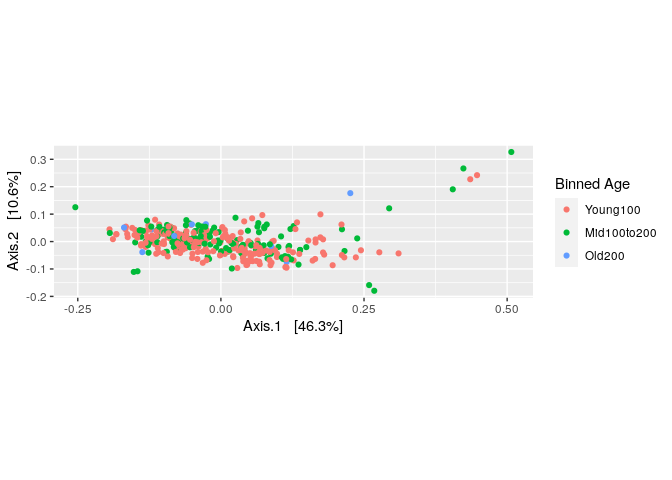 0.3
0.2
0.1
0.0
-0.1
-0.2
Axis.2 [10.6%]
-0.25 0.00 0.25 0.50
Axis.1 [46.3%]
Binned Age
Young100
Mid100to200
Old200